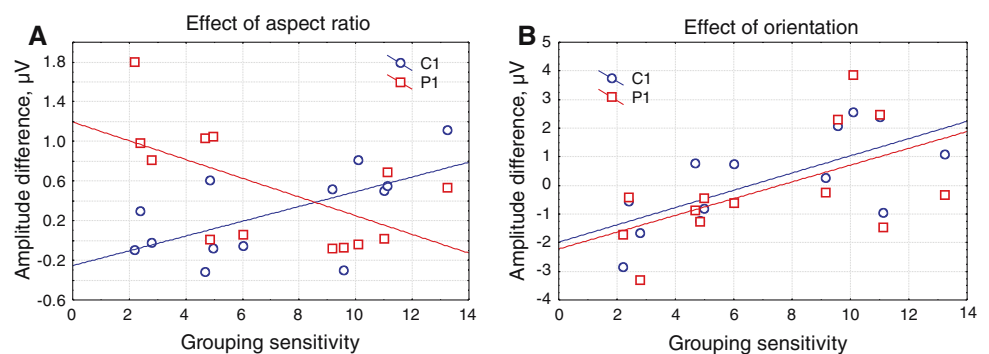 A Effect of aspect ratio
Amplitude difference, µV
1.8
1.4
1.0
0.6
0.2
-0.2
-0.6
C1
P1
0 2 4 6 8 10 12 14
Grouping sensitivity
B Effect of orientation
Amplitude difference, µV
5
4
3
2
1
0
-1
-2
-3
-4
C1
P1
0 2 4 6 8 10 12 14
Grouping sensitivity